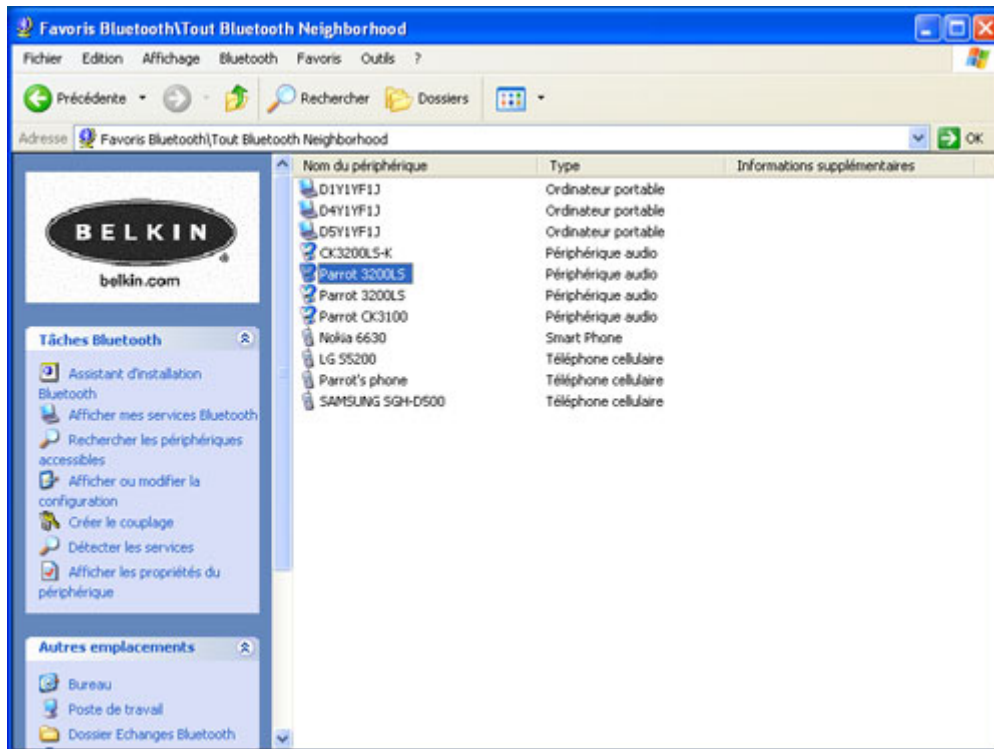 Favoris Bluetooth\Tout Bluetooth Neighborhood
Fichier Edition Affichage Bluetooth Favoris Outils ?
Précédente Rechercher Dossiers
Adresse Favoris Bluetooth\Tout Bluetooth Neighborhood OK
BELKIN
belkin.com
Tâches Bluetooth
Assistant d'installation
Bluetooth
Afficher mes services Bluetooth
Rechercher les périphériques
accessibles
Afficher ou modifier la
configuration
Créer le couplage
Détecter les services
Afficher les propriétés du
périphérique
Autres emplacements
Bureau
Poste de travail
Dossier Echanges Bluetooth
Nom du périphérique Type Informations supplémentaires
D1Y1YF1J Ordinateur portable
D4Y1YF1J Ordinateur portable
D5Y1YF1J Ordinateur portable
CK3200LS-K Périphérique audio
Parrot 3200LS Périphérique audio
Parrot 3200LS Périphérique audio
Parrot CK3100 Périphérique audio
Nokia 6630 Smart Phone
LG S5200 Téléphone cellulaire
Parrot's phone Téléphone cellulaire
SAMSUNG SGH-D500 Téléphone cellulaire